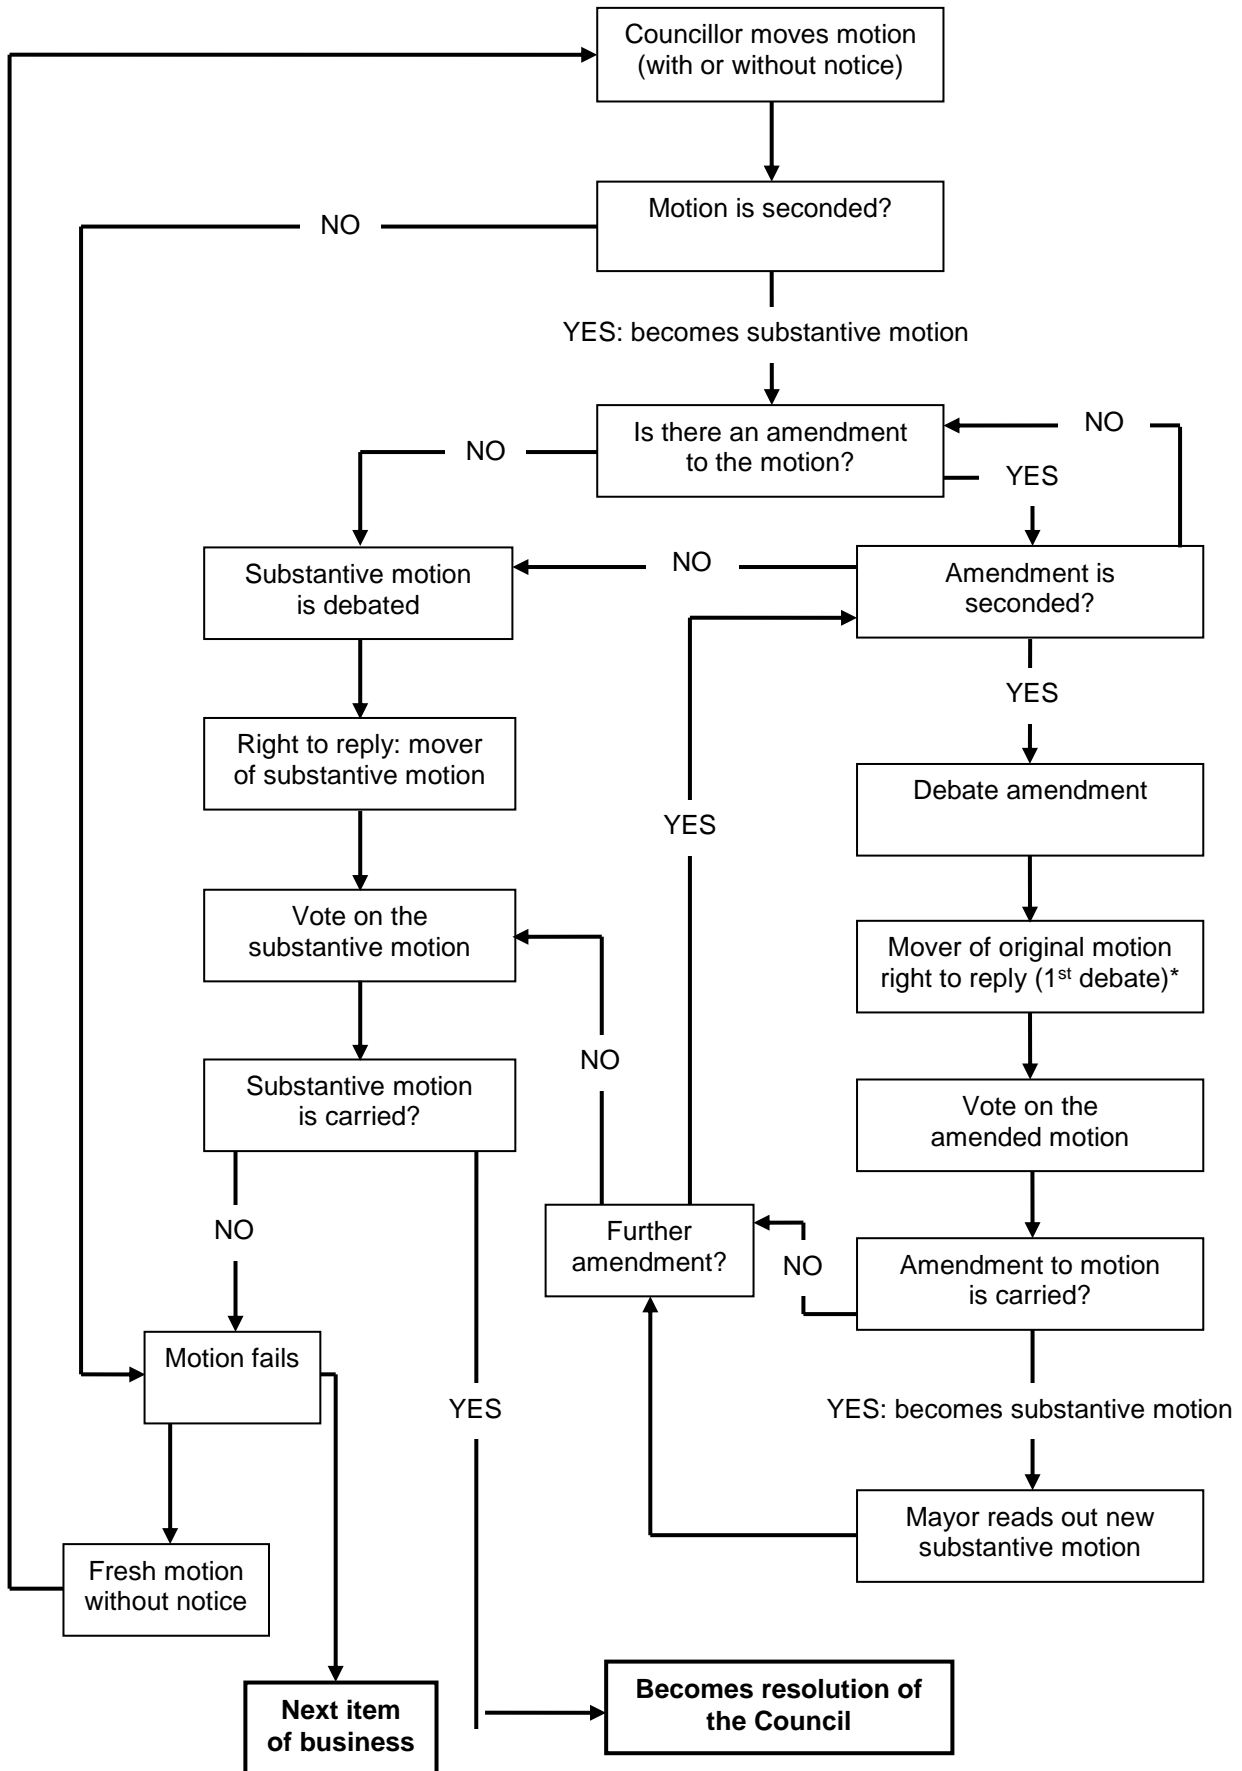 Councillor moves motion
(with or without notice)
Motion is seconded?
NO
YES: becomes substantive motion
Is there an amendment
to the motion?
NO
NO
YES
Substantive motion
is debated
NO
Amendment is
seconded?
YES
Right to reply: mover
of substantive motion
YES
Debate amendment
Vote on the
substantive motion
Mover of original motion
right to reply (1st debate)*
NO
Substantive motion
is carried?
Vote on the
amended motion
NO
Further
amendment?
NO
Amendment to motion
is carried?
Motion fails
YES
YES: becomes substantive motion
Mayor reads out new
substantive motion
Fresh motion
without notice
Next item
of business
Becomes resolution of
the Council